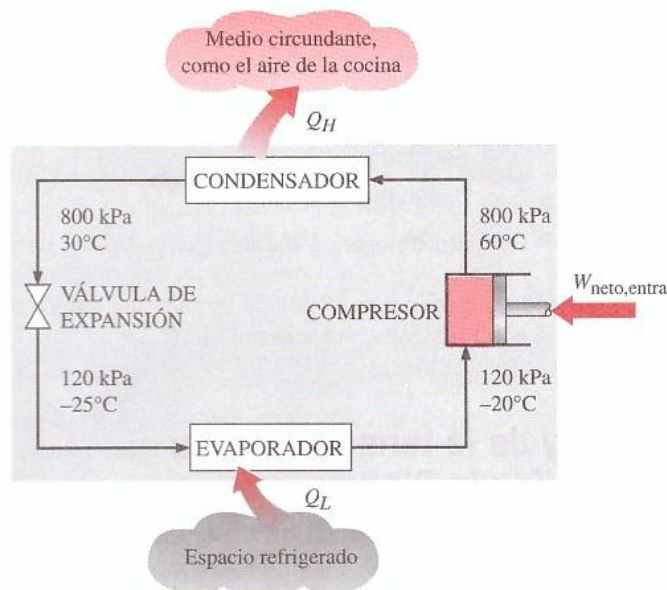 Medio circundante,
como el aire de la cocina
Q_H
CONDENSADOR
800 kPa
30°C
800 kPa
60°C
VÁLVULA DE
EXPANSIÓN
COMPRESOR
W_neto,entra
120 kPa
–25°C
120 kPa
–20°C
EVAPORADOR
Q_L
Espacio refrigerado